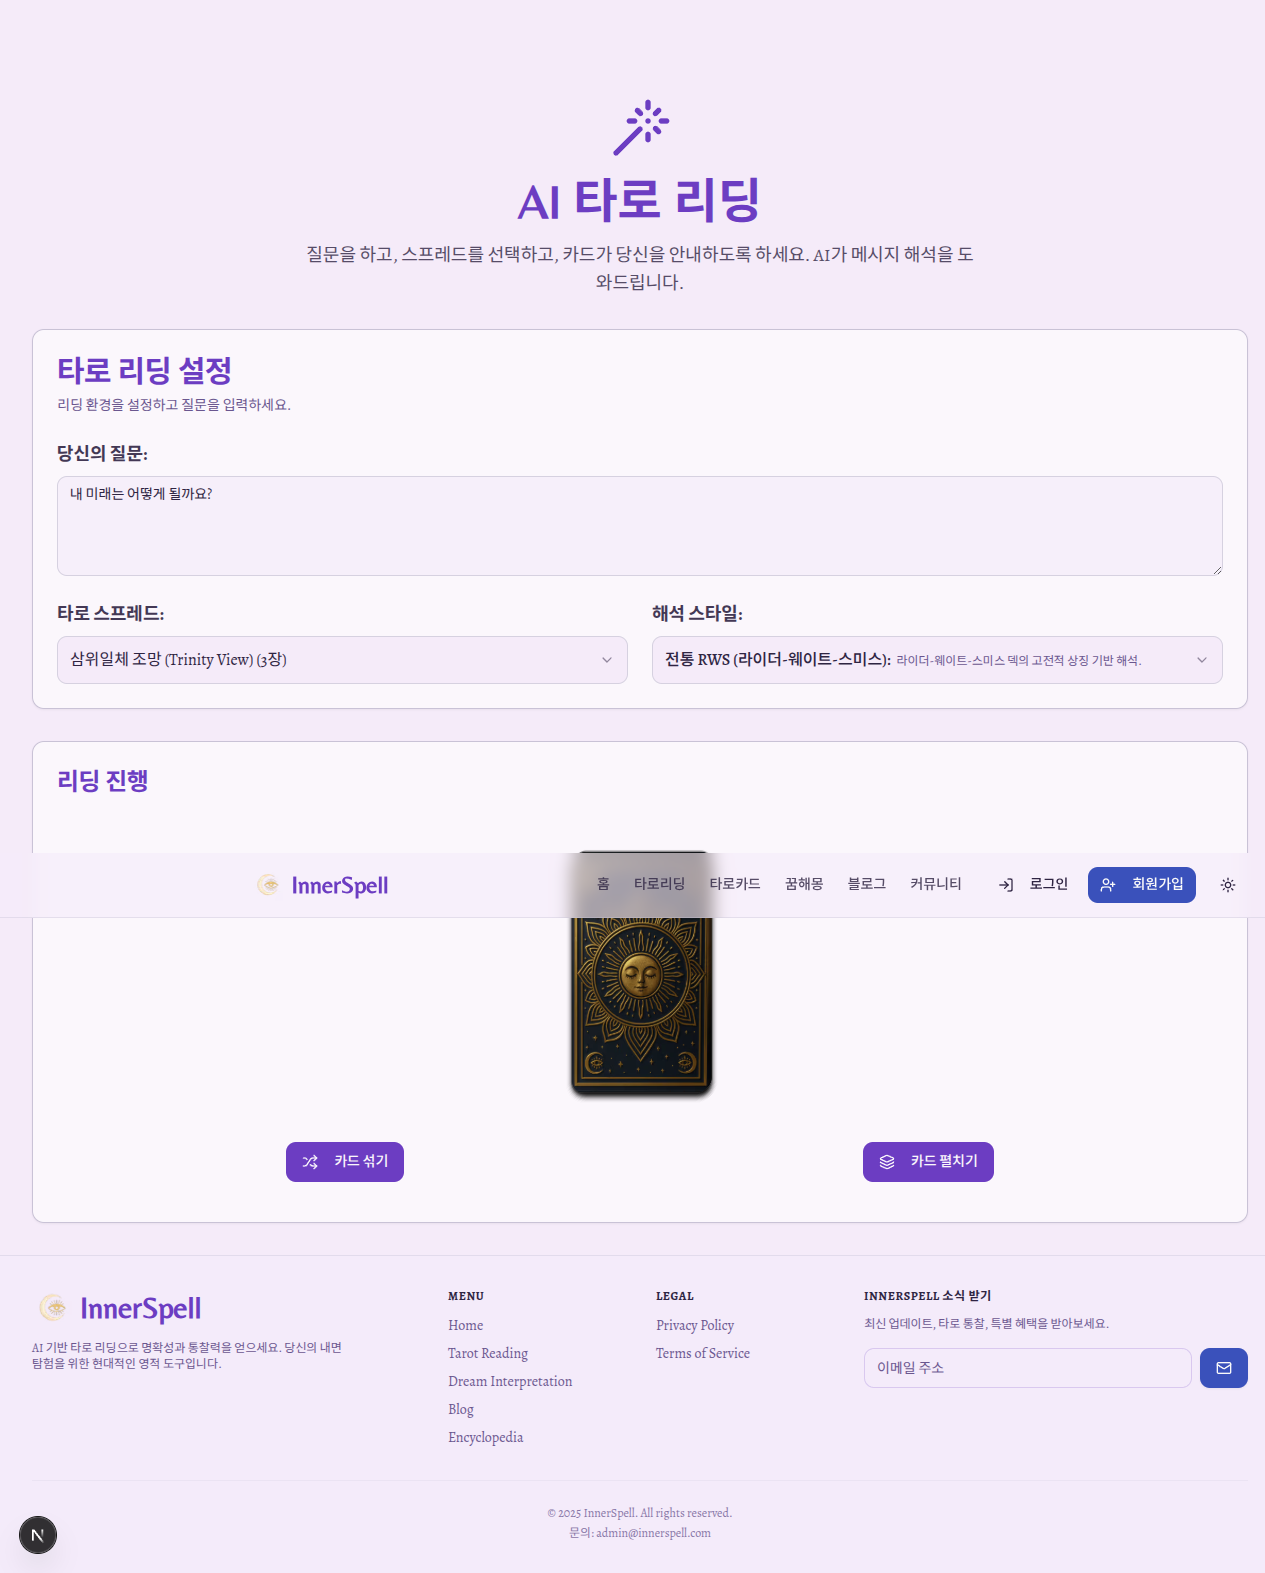 AI 타로 리딩
질문을 하고, 스프레드를 선택하고, 카드가 당신을 안내하도록 하세요. AI가 메시지 해석을 도
와드립니다.
타로 리딩 설정
리딩 환경을 설정하고 질문을 입력하세요.
당신의 질문:
내 미래는 어떻게 될까요?
타로 스프레드:
삼위일체 조망 (Trinity View) (3장)
해석 스타일:
전통 RWS (라이더-웨이트-스미스): 라이더-웨이트-스미스 덱의 고전적 상징 기반 해석.
리딩 진행
InnerSpell
홈 타로리딩 타로카드 꿈해몽 블로그 커뮤니티 로그인 회원가입
카드 섞기
카드 펼치기
InnerSpell
AI 기반 타로 리딩으로 명확성과 통찰력을 얻으세요. 당신의 내면
탐험을 위한 현대적인 영적 도구입니다.
MENU
Home
Tarot Reading
Dream Interpretation
Blog
Encyclopedia
LEGAL
Privacy Policy
Terms of Service
INNERSPELL 소식 받기
최신 업데이트, 타로 통찰, 특별 혜택을 받아보세요.
이메일 주소
© 2025 InnerSpell. All rights reserved.
문의: admin@innerspell.com
N